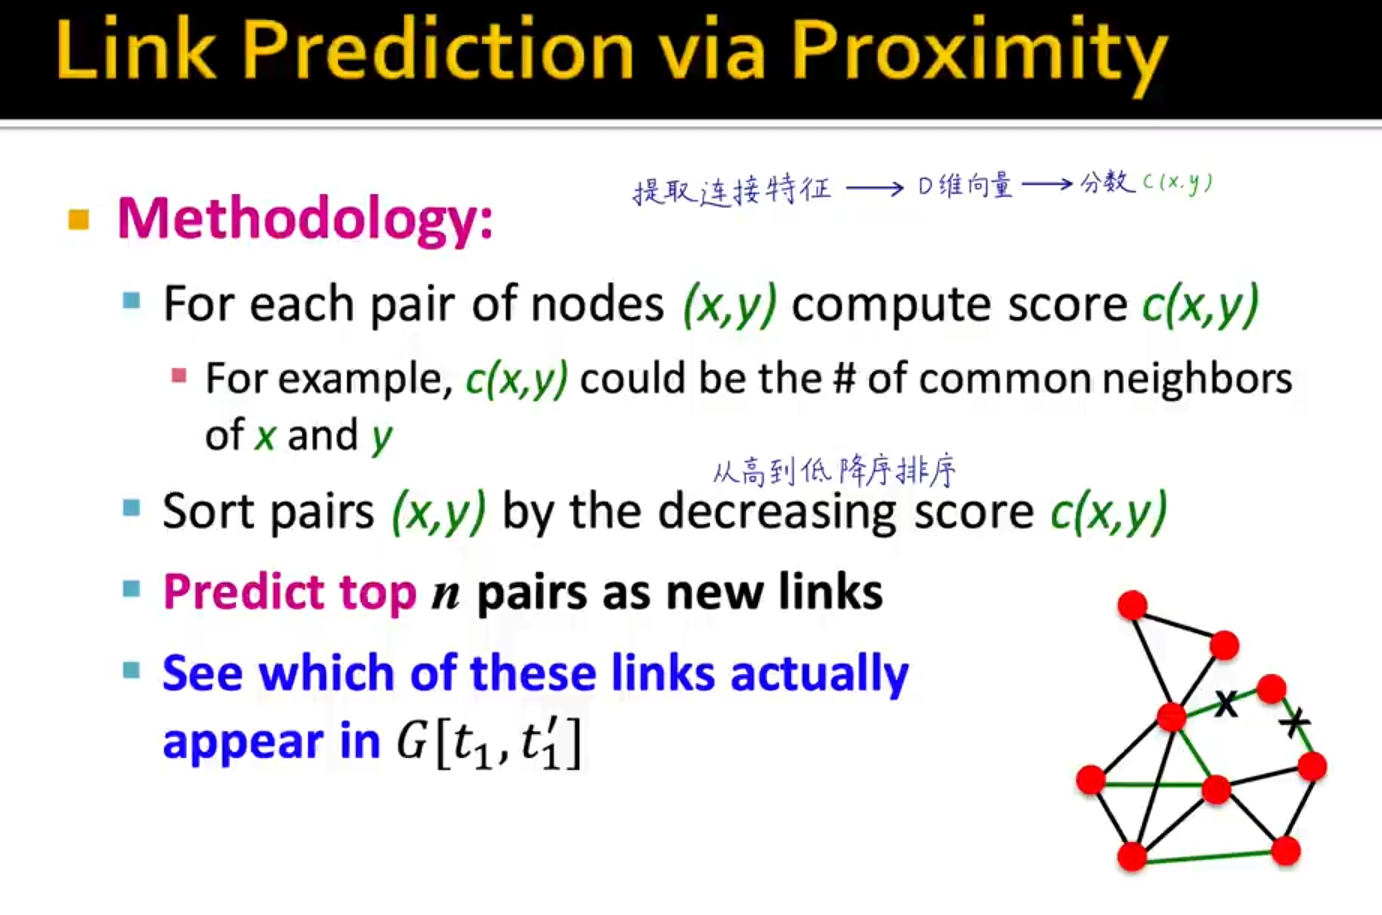 Link Prediction via Proximity
提取连接特征 → D维向量 → 分数 c(x,y)
Methodology:
For each pair of nodes (x,y) compute score c(x,y)
For example, c(x,y) could be the # of common neighbors
of x and y
从高到低降序排序
Sort pairs (x,y) by the decreasing score c(x,y)
Predict top n pairs as new links
See which of these links actually
appear in G[t₁, t₁′]
X
X